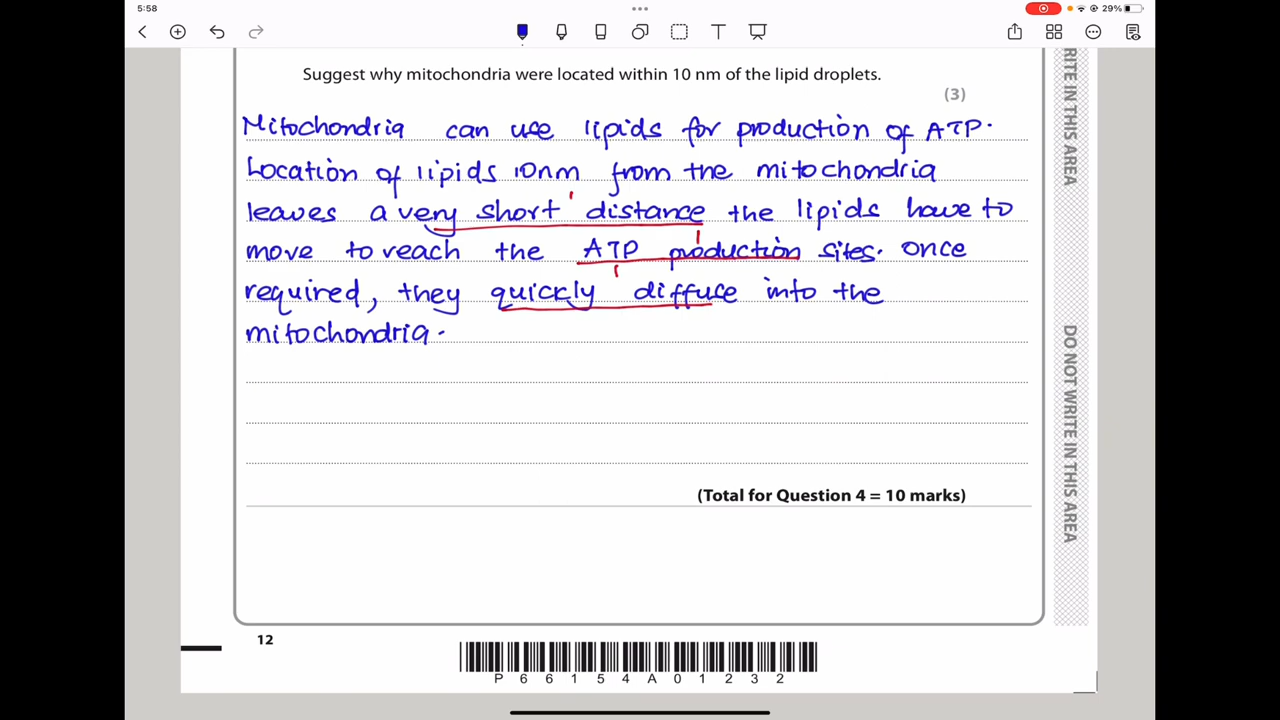 5:58
29%
Suggest why mitochondria were located within 10 nm of the lipid droplets.
(3)
Mitochondria can use lipids for production of ATP.
Location of lipids 10nm from the mitochondria
leaves a very short distance the lipids have to
move to reach the ATP production sites. Once
required, they quickly diffuse into the
mitochondria.
(Total for Question 4 = 10 marks)
12
P 6 6 1 5 4 A 0 1 2 3 2
RITE IN THIS AREA
DO NOT WRITE IN THIS AREA